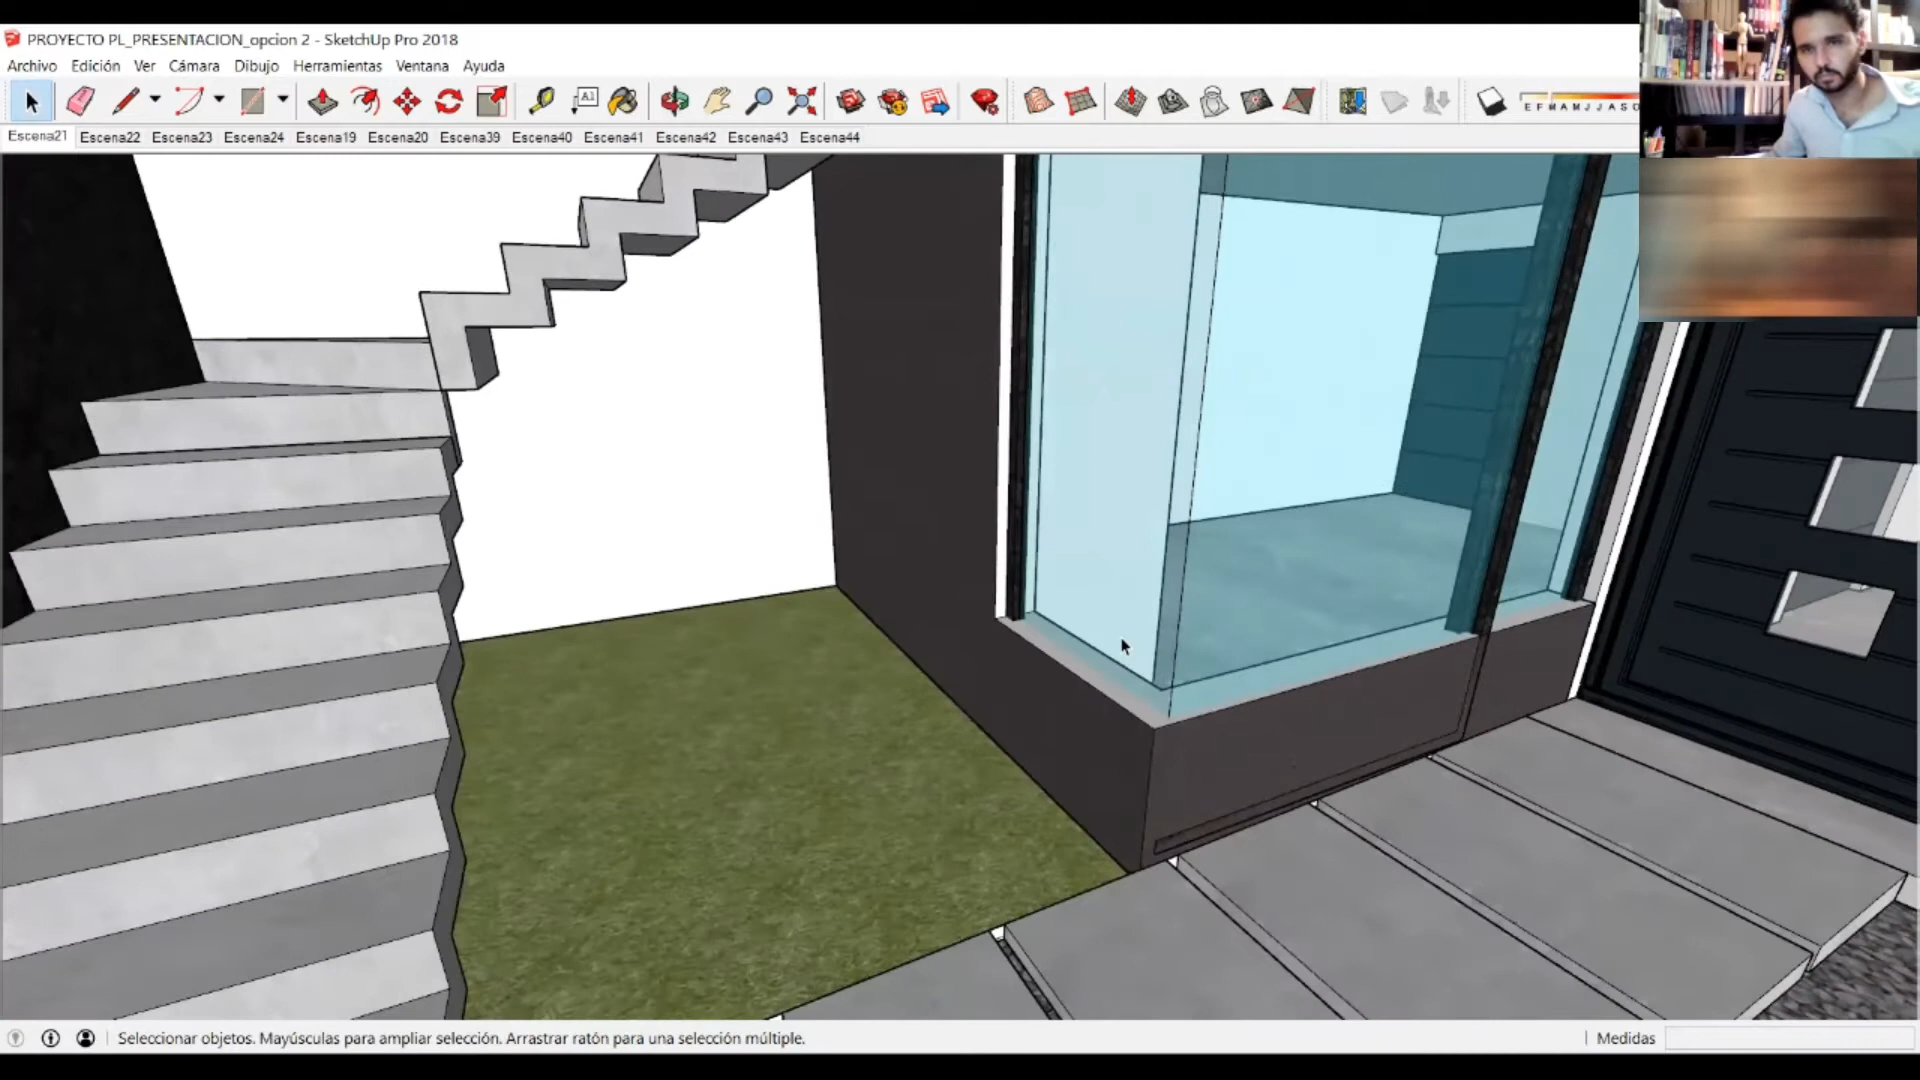 PROYECTO PL_PRESENTACION_opcion 2 - SketchUp Pro 2018
Archivo Edición Ver Cámara Dibujo Herramientas Ventana Ayuda
A1
E F M A M J J A S O
Escena21 Escena22 Escena23 Escena24 Escena19 Escena20 Escena39 Escena40 Escena41 Escena42 Escena43 Escena44
Seleccionar objetos. Mayúsculas para ampliar selección. Arrastrar ratón para una selección múltiple.
Medidas